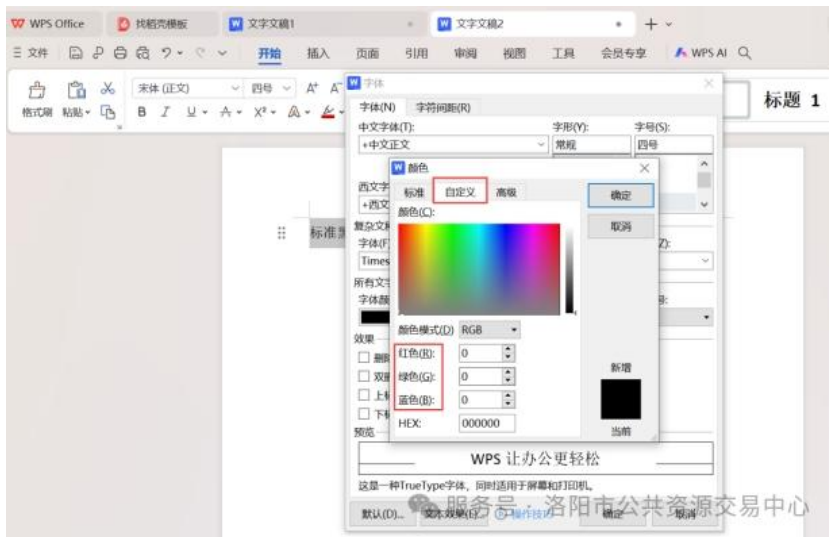 WPS Office 找稻壳模板 文字文稿1 文字文稿2
文件 开始 插入 页面 引用 审阅 视图 工具 会员专享 WPS AI
格式刷 粘贴 宋体 (正文) 四号 A+ A-
B I U A X² A
标题 1
字体
字体(N) 字符间距(R)
中文字体(T): 字形(Y): 字号(S):
+中文正文 常规 四号
颜色
标准 自定义 高级 确定
西文字
+西文
颜色(C):
取消
标准
复杂文
字体(F
Z):
Times
所有文字
字体颜
号:
颜色模式(D) RGB
效果
红色(R): 0
绿色(G): 0
蓝色(B): 0
HEX: 000000
新增
当前
删除
双删
上标
下标
预览
WPS 让办公更轻松
这是一种TrueType字体，同时适用于屏幕和打印机。
默认(D)... 文本效果(E)... 操作技巧 确定 取消
服务号 · 洛阳市公共资源交易中心